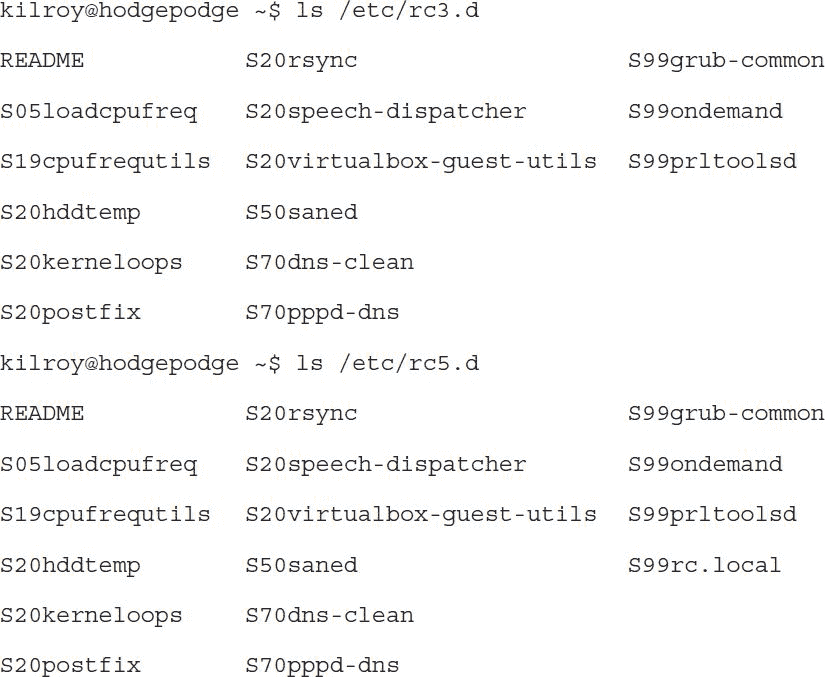 kilroy@hodgepodge ~$ ls /etc/rc3.d
README S20rsync S99grub-common
S05loadcpufreq S20speech-dispatcher S99ondemand
S19cpufrequtils S20virtualbox-guest-utils S99prltoolsd
S20hddtemp S50saned
S20kerneloops S70dns-clean
S20postfix S70pppd-dns
kilroy@hodgepodge ~$ ls /etc/rc5.d
README S20rsync S99grub-common
S05loadcpufreq S20speech-dispatcher S99ondemand
S19cpufrequtils S20virtualbox-guest-utils S99prltoolsd
S20hddtemp S50saned S99rc.local
S20kerneloops S70dns-clean
S20postfix S70pppd-dns